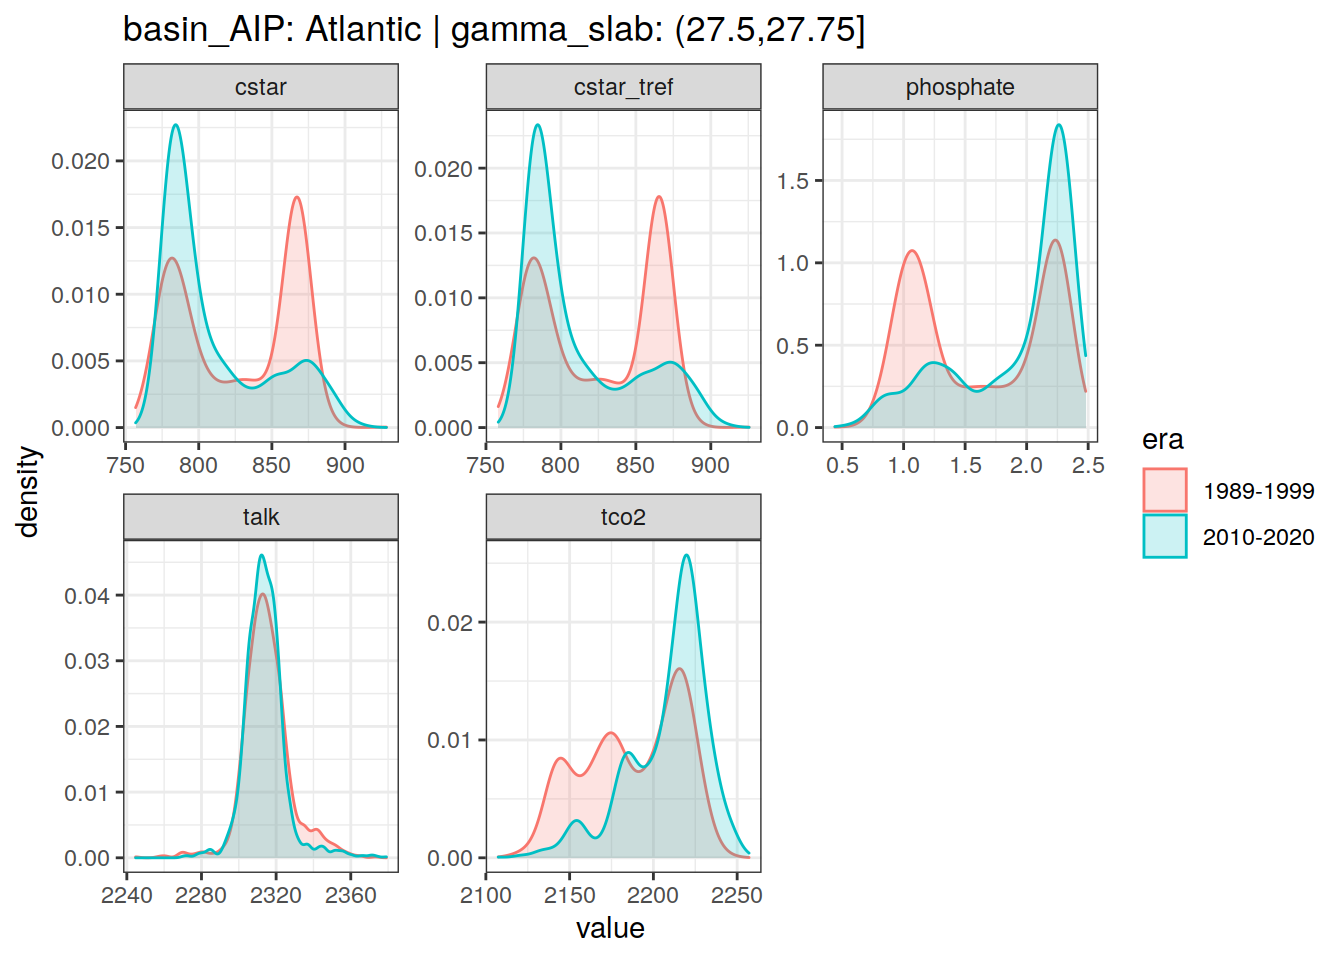 basin_AIP: Atlantic | gamma_slab: (27.5,27.75]
cstar
cstar_tref
phosphate
0.020
0.015
0.010
0.005
0.000
750 800 850 900
0.020
0.015
0.010
0.005
0.000
750 800 850 900
1.5
1.0
0.5
0.0
0.5 1.0 1.5 2.0 2.5
density
talk
tco2
0.04
0.03
0.02
0.01
0.00
2240 2280 2320 2360
0.02
0.01
0.00
2100 2150 2200 2250
value
era
1989-1999
2010-2020